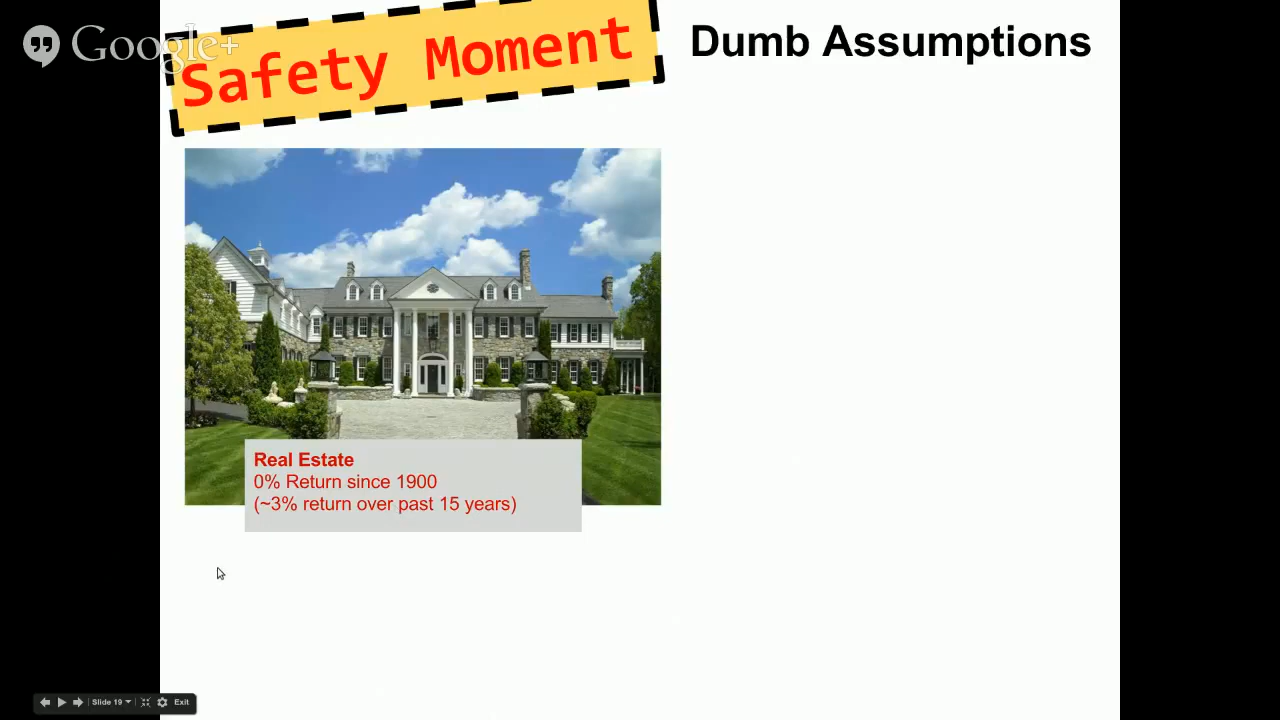 Google+
Safety Moment
Dumb Assumptions
Real Estate
0% Return since 1900
(~3% return over past 15 years)
Slide 19
Exit